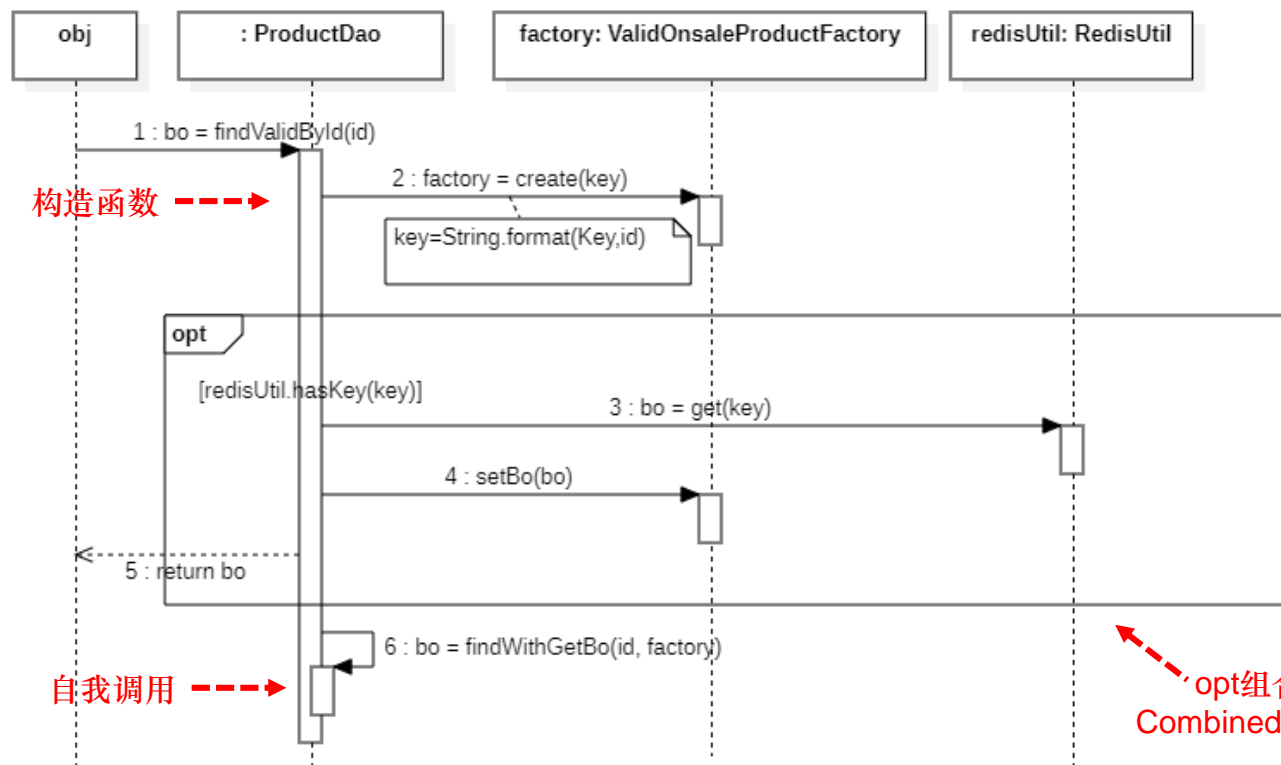 obj
: ProductDao
factory: ValidOnsaleProductFactory
redisUtil: RedisUtil
1 : bo = findValidById(id)
2 : factory = create(key)
构造函数
key=String.format(Key,id)
opt
[redisUtil.hasKey(key)]
3 : bo = get(key)
4 : setBo(bo)
5 : return bo
6 : bo = findWithGetBo(id, factory)
自我调用
opt组
Combined